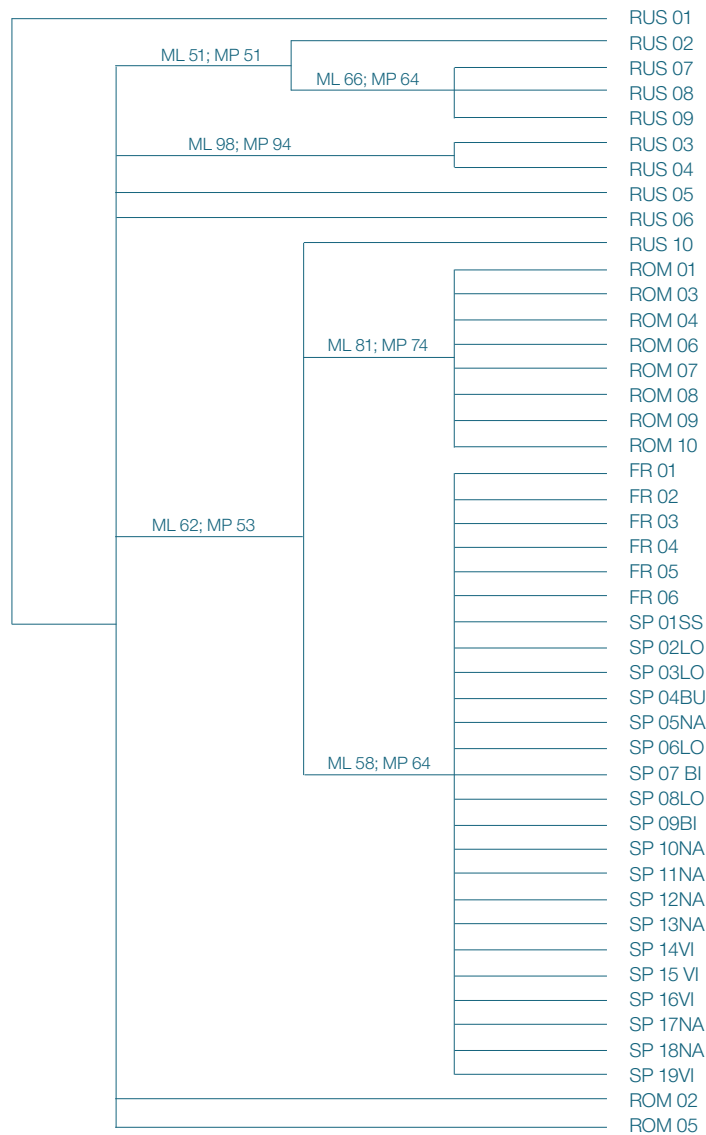 RUS 01
RUS 02
ML 51; MP 51
RUS 07
ML 66; MP 64
RUS 08
RUS 09
RUS 03
ML 98; MP 94
RUS 04
RUS 05
RUS 06
RUS 10
ROM 01
ROM 03
ROM 04
ROM 06
ML 81; MP 74
ROM 07
ROM 08
ROM 09
ROM 10
FR 01
FR 02
FR 03
ML 62; MP 53
FR 04
FR 05
FR 06
SP 01SS
SP 02LO
SP 03LO
SP 04BU
SP 05NA
SP 06LO
ML 58; MP 64
SP 07 BI
SP 08LO
SP 09BI
SP 10NA
SP 11NA
SP 12NA
SP 13NA
SP 14VI
SP 15 VI
SP 16VI
SP 17NA
SP 18NA
SP 19VI
ROM 02
ROM 05